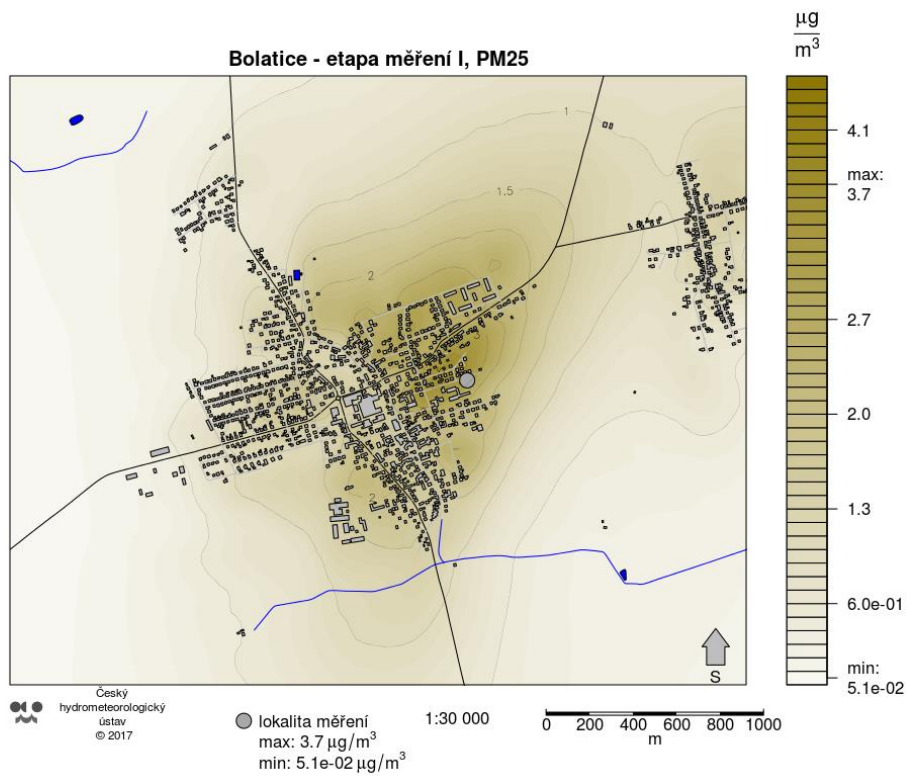 µg
m³
Bolatice - etapa měření I, PM25
1
1.5
2
2
3
4.1
max:
3.7
2.7
2.0
1.3
6.0e-01
min:
5.1e-02
S
Český
hydrometeorologický
ústav
© 2017
lokalita měření
max: 3.7 µg/m³
min: 5.1e-02 µg/m³
1:30 000
0 200 400 600 800 1000
m